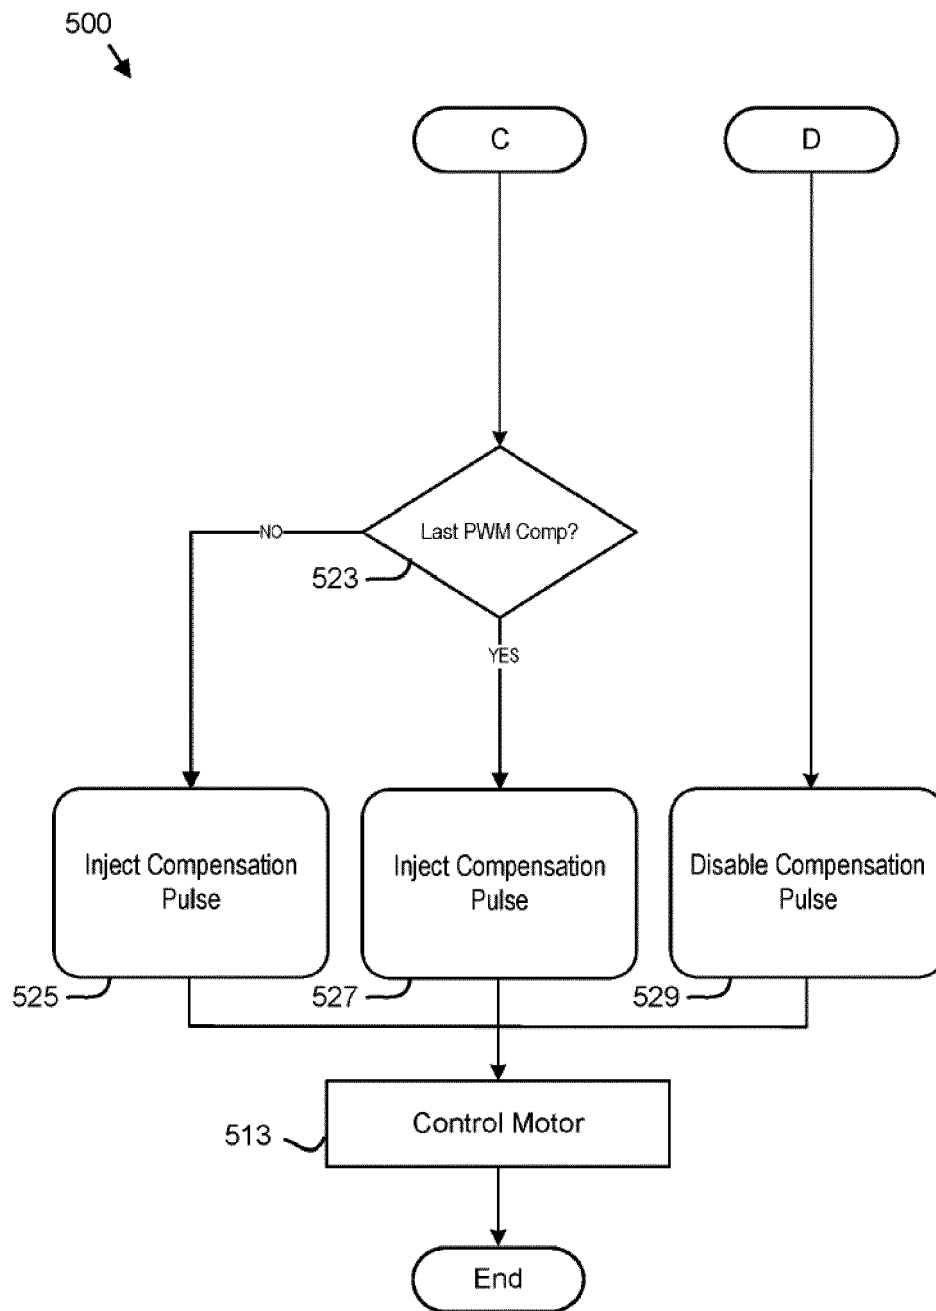 500
C
D
Last PWM Comp?
NO
523
YES
Inject Compensation
Pulse
Inject Compensation
Pulse
Disable Compensation
Pulse
525
527
529
Control Motor
513
End